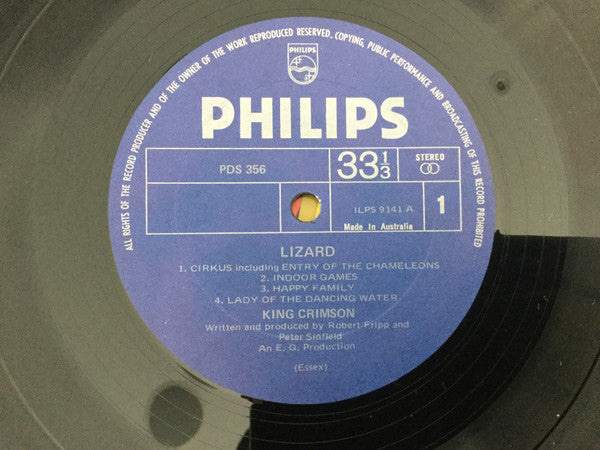 ALL RIGHTS OF THE RECORD PRODUCER AND OF THE OWNER OF THE WORK REPRODUCED RESERVED. COPYING, PUBLIC PERFORMANCE AND BROADCASTING OF THIS RECORD PROHIBITED
PHILIPS
PHILIPS
PDS 356
33 1/3
STEREO
ILPS 9141 A
1
Made In Australia
LIZARD
1. CIRKUS including ENTRY OF THE CHAMELEONS
2. INDOOR GAMES
3. HAPPY FAMILY
4. LADY OF THE DANCING WATER
KING CRIMSON
Written and produced by Robert Fripp and
Peter Sinfield
An E. G. Production
(Essex)